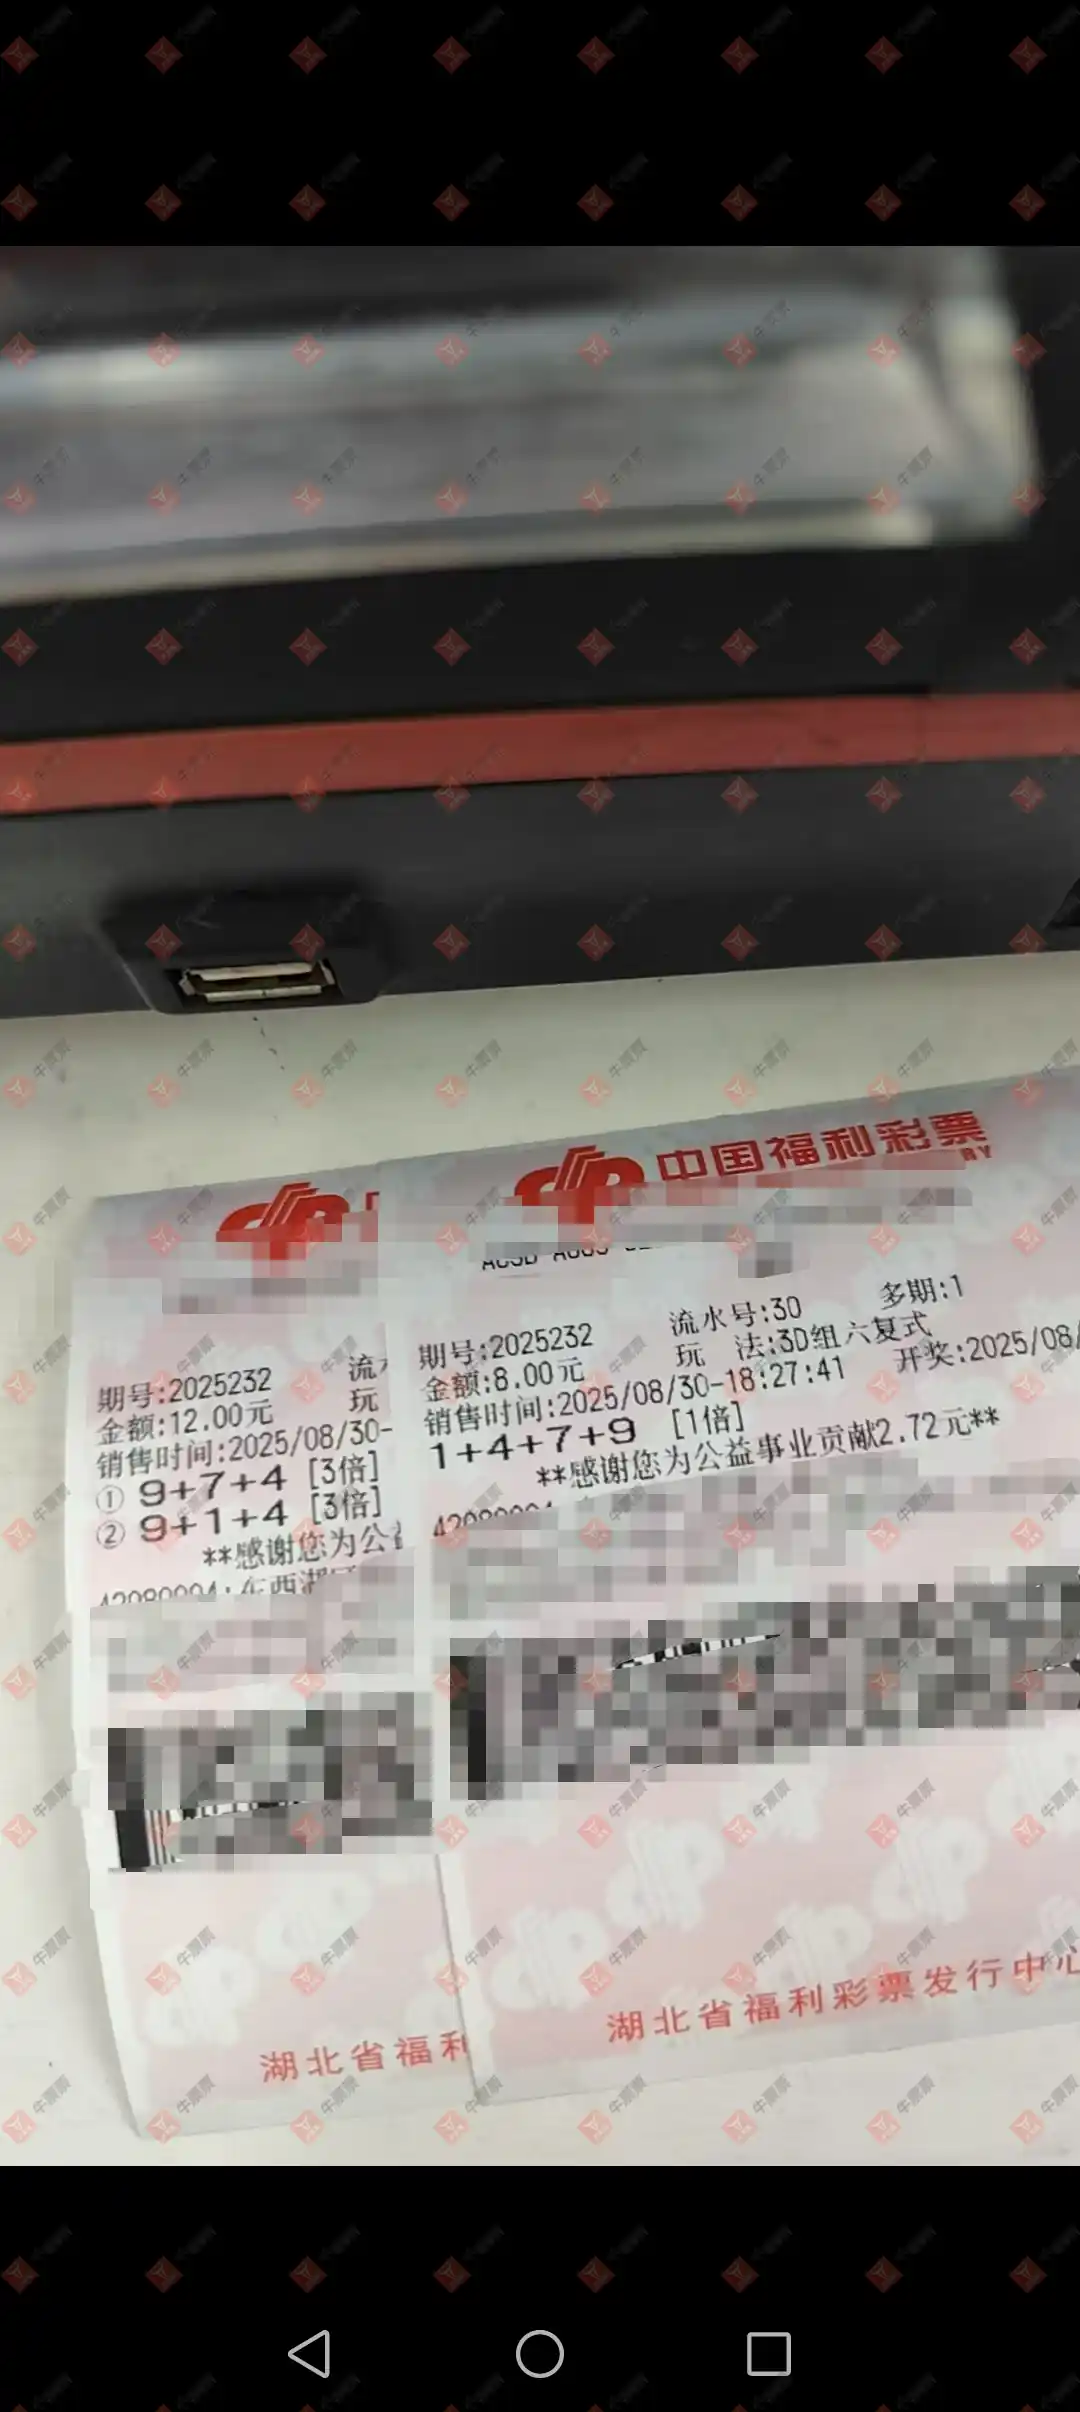 中国福利彩票
RY
期号:2025232
金额:12.00元
玩
销售时间:2025/08/30-
① 9+7+4 [3倍]
② 9+1+4 [3倍]
**感谢您为公
湖北省福利
期号:2025232 流水号:30 多期:1
金额:8.00元 玩 法:3D组六复式
销售时间:2025/08/30-18:27:41 开奖:2025/08/
1+4+7+9 [1倍]
**感谢您为公益事业贡献2.72元**
湖北省福利彩票发行中心
牛票票